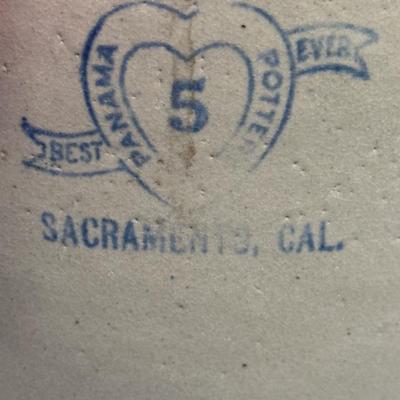 PANAMA POTTERY
5
BEST EVER
SACRAMENTO, CAL.